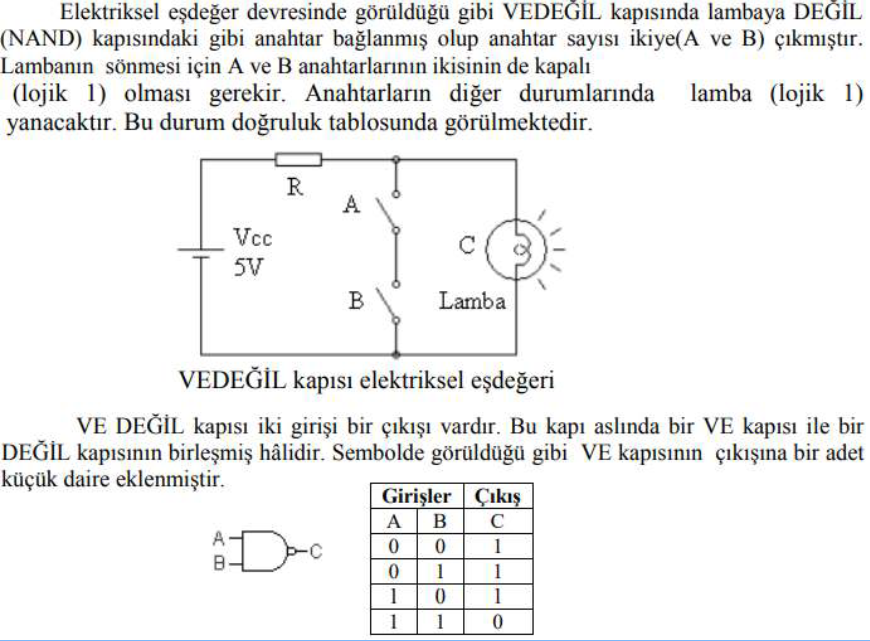 Elektriksel eşdeğer devresinde görüldüğü gibi VEDEĞİL kapısında lambaya DEĞİL
(NAND) kapısındaki gibi anahtar bağlanmış olup anahtar sayısı ikiye(A ve B) çıkmıştır.
Lambanın sönmesi için A ve B anahtarlarının ikisinin de kapalı
(lojik 1) olması gerekir. Anahtarların diğer durumlarında lamba (lojik 1)
yanacaktır. Bu durum doğruluk tablosunda görülmektedir.
R
A
Vcc
5V
C
B
Lamba
VEDEĞİL kapısı elektriksel eşdeğeri
VE DEĞİL kapısı iki girişi bir çıkışı vardır. Bu kapı aslında bir VE kapısı ile bir
DEĞİL kapısının birleşmiş hâlidir. Sembolde görüldüğü gibi VE kapısının çıkışına bir adet
küçük daire eklenmiştir.
A
B
C
Girişler Çıkış
A B C
0 0 1
0 1 1
1 0 1
1 1 0